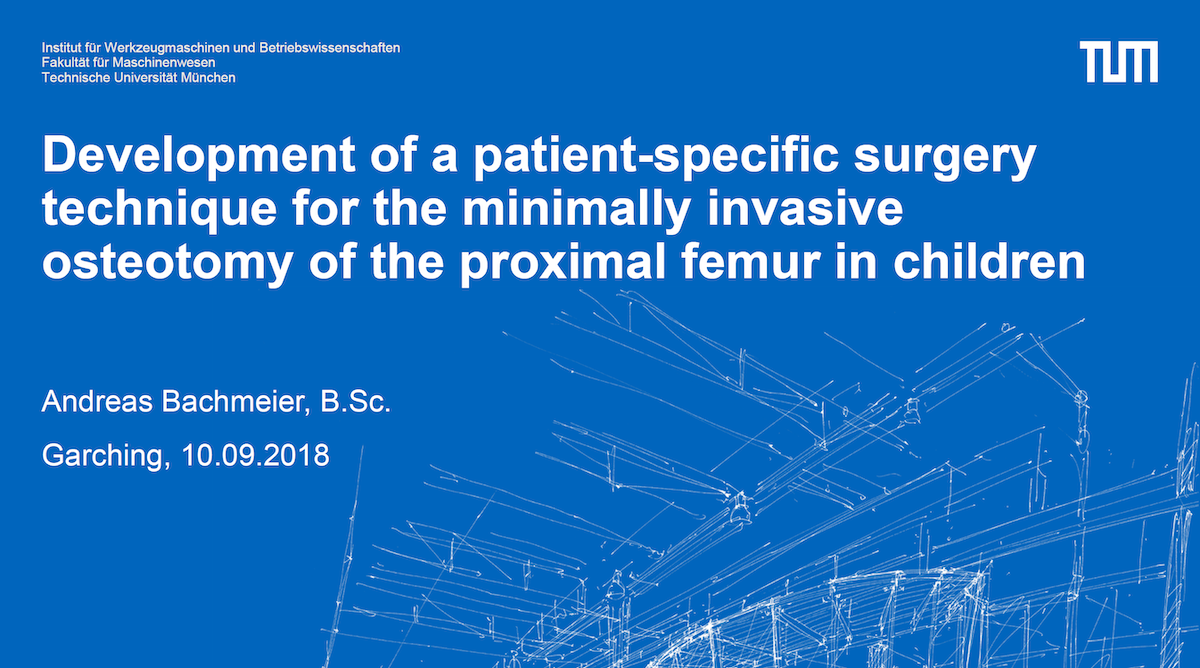 Institut für Werkzeugmaschinen und Betriebswissenschaften
Fakultät für Maschinenwesen
Technische Universität München
TUM
Development of a patient-specific surgery
technique for the minimally invasive
osteotomy of the proximal femur in children
Andreas Bachmeier, B.Sc.
Garching, 10.09.2018